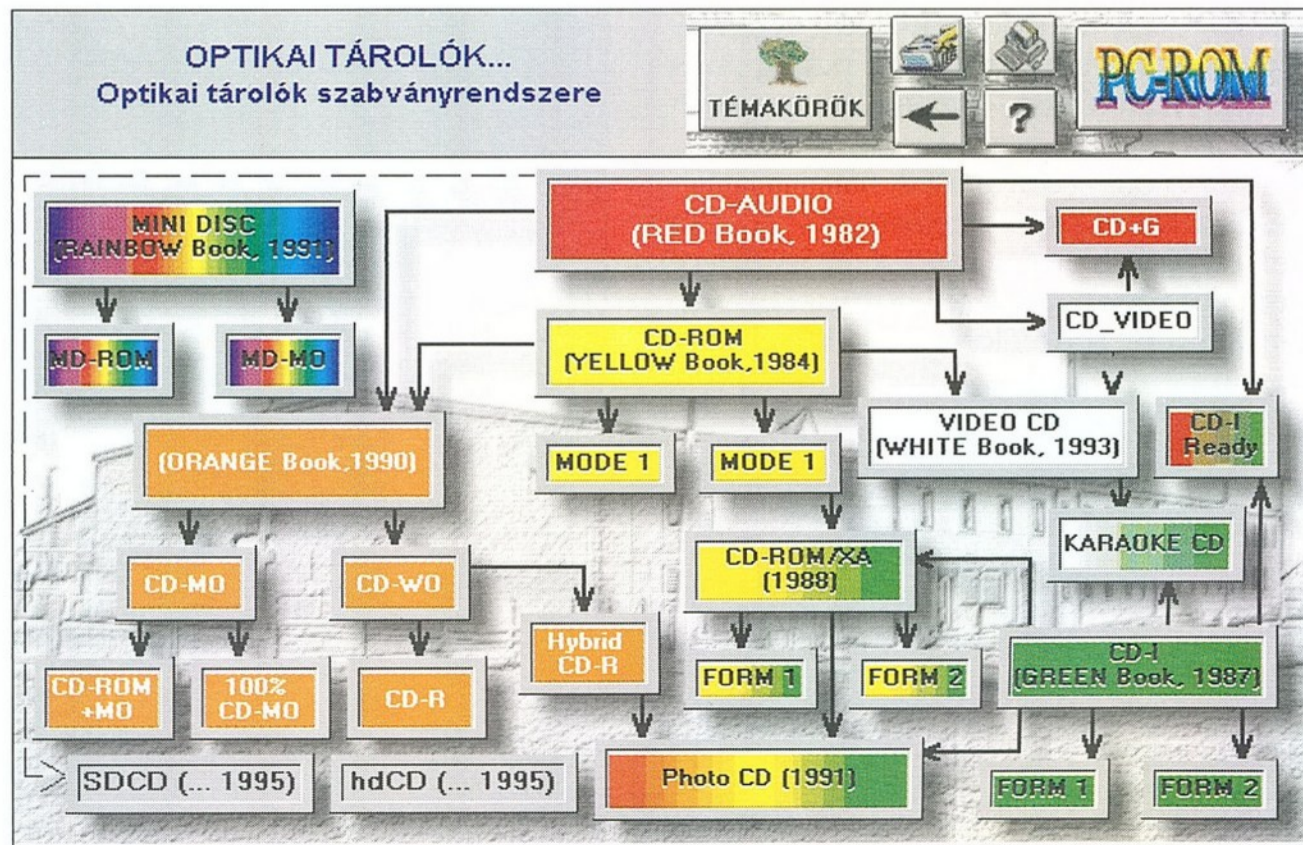 OPTIKAI TÁROLÓK...
Optikai tárolók szabványrendszere
TÉMAKÖRÖK
?
PC-ROM
MINI DISC
(RAINBOW Book, 1991)
CD-AUDIO
(RED Book, 1982)
CD+G
MD-ROM
MD-MO
CD-ROM
(YELLOW Book,1984)
CD_VIDEO
(ORANGE Book,1990)
MODE 1
MODE 1
VIDEO CD
(WHITE Book, 1993)
CD-I
Ready
CD-MO
CD-WO
CD-ROM/XA
(1988)
KARAOKE CD
Hybrid
CD-R
CD-ROM
+MO
100%
CD-MO
CD-R
FORM 1
FORM 2
CD-I
(GREEN Book, 1987)
SDCD (... 1995)
hdCD (... 1995)
Photo CD (1991)
FORM 1
FORM 2